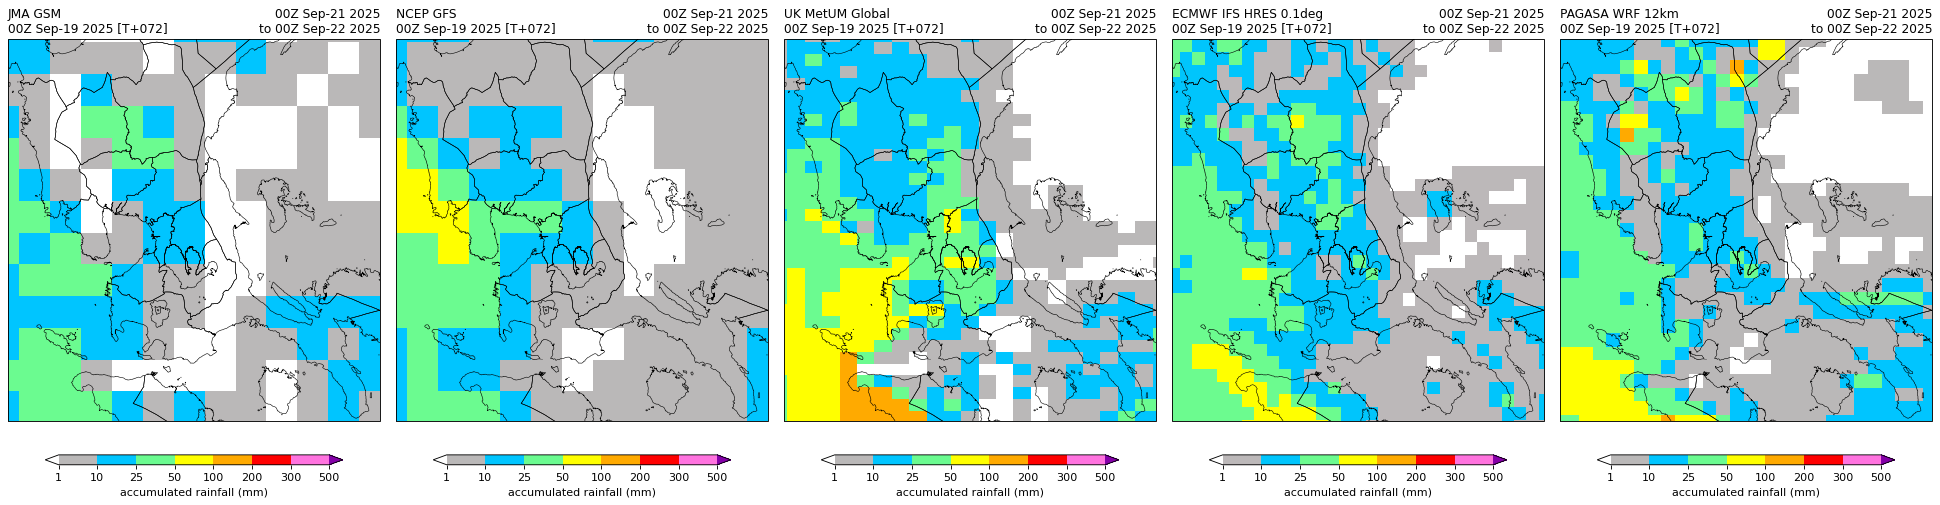 JMA GSM 00Z Sep-21 2025
00Z Sep-19 2025 [T+072] to 00Z Sep-22 2025
1 10 25 50 100 200 300 500
accumulated rainfall (mm)
NCEP GFS 00Z Sep-21 2025
00Z Sep-19 2025 [T+072] to 00Z Sep-22 2025
1 10 25 50 100 200 300 500
accumulated rainfall (mm)
UK MetUM Global 00Z Sep-21 2025
00Z Sep-19 2025 [T+072] to 00Z Sep-22 2025
1 10 25 50 100 200 300 500
accumulated rainfall (mm)
ECMWF IFS HRES 0.1deg 00Z Sep-21 2025
00Z Sep-19 2025 [T+072] to 00Z Sep-22 2025
1 10 25 50 100 200 300 500
accumulated rainfall (mm)
PAGASA WRF 12km 00Z Sep-21 2025
00Z Sep-19 2025 [T+072] to 00Z Sep-22 2025
1 10 25 50 100 200 300 500
accumulated rainfall (mm)